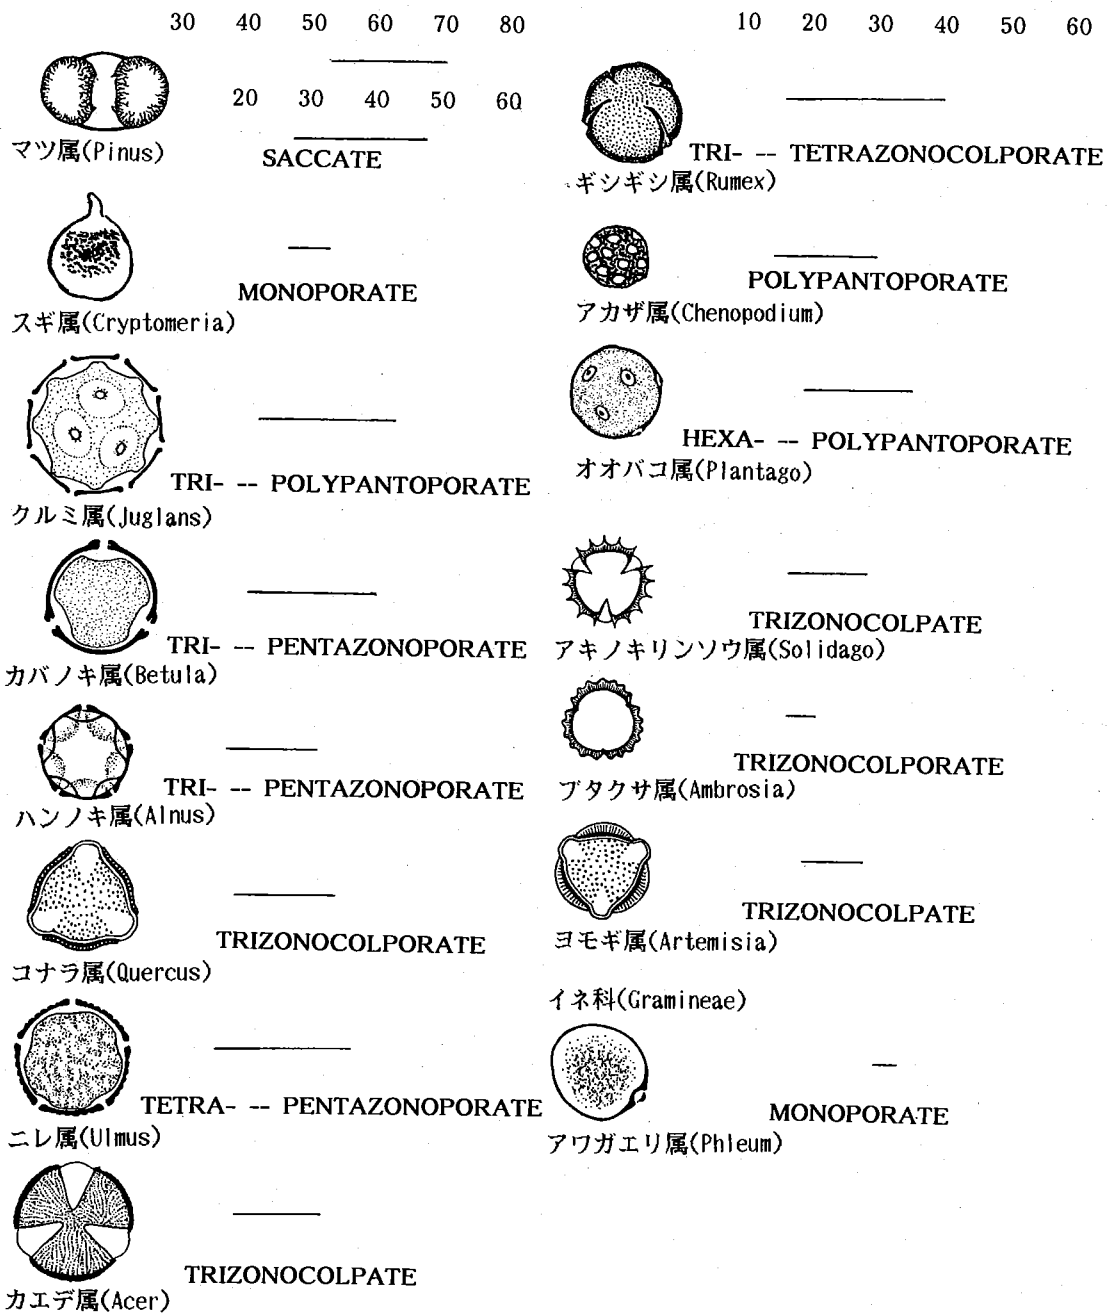 30 40 50 60 70 80
20 30 40 50 60
マツ属(Pinus)
SACCATE
MONOPORATE
スギ属(Cryptomeria)
TRI- -- POLYPANTOPORATE
クルミ属(Juglans)
TRI- -- PENTAZONOPORATE
カバノキ属(Betula)
TRI- -- PENTAZONOPORATE
ハンノキ属(Alnus)
TRIZONOCOLPORATE
コナラ属(Quercus)
TETRA- -- PENTAZONOPORATE
ニレ属(Ulmus)
TRIZONOCOLPATE
カエデ属(Acer)
10 20 30 40 50 60
TRI- -- TETRAZONOCOLPORATE
ギシギシ属(Rumex)
POLYPANTOPORATE
アカザ属(Chenopodium)
HEXA- -- POLYPANTOPORATE
オオバコ属(Plantago)
TRIZONOCOLPATE
アキノキリンソウ属(Solidago)
TRIZONOCOLPORATE
ブタクサ属(Ambrosia)
TRIZONOCOLPATE
ヨモギ属(Artemisia)
イネ科(Gramineae)
MONOPORATE
アワガエリ属(Phleum)